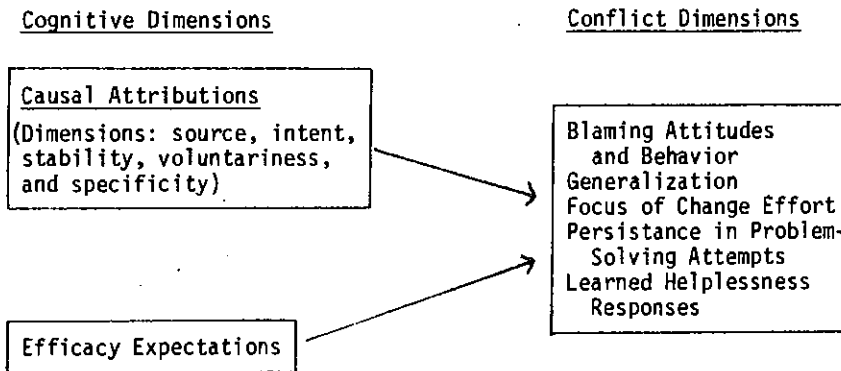 Cognitive Dimensions
Conflict Dimensions
Causal Attributions
(Dimensions: source, intent,
stability, voluntariness,
and specificity)
Efficacy Expectations
Blaming Attitudes
and Behavior
Generalization
Focus of Change Effort
Persistance in Problem-
Solving Attempts
Learned Helplessness
Responses